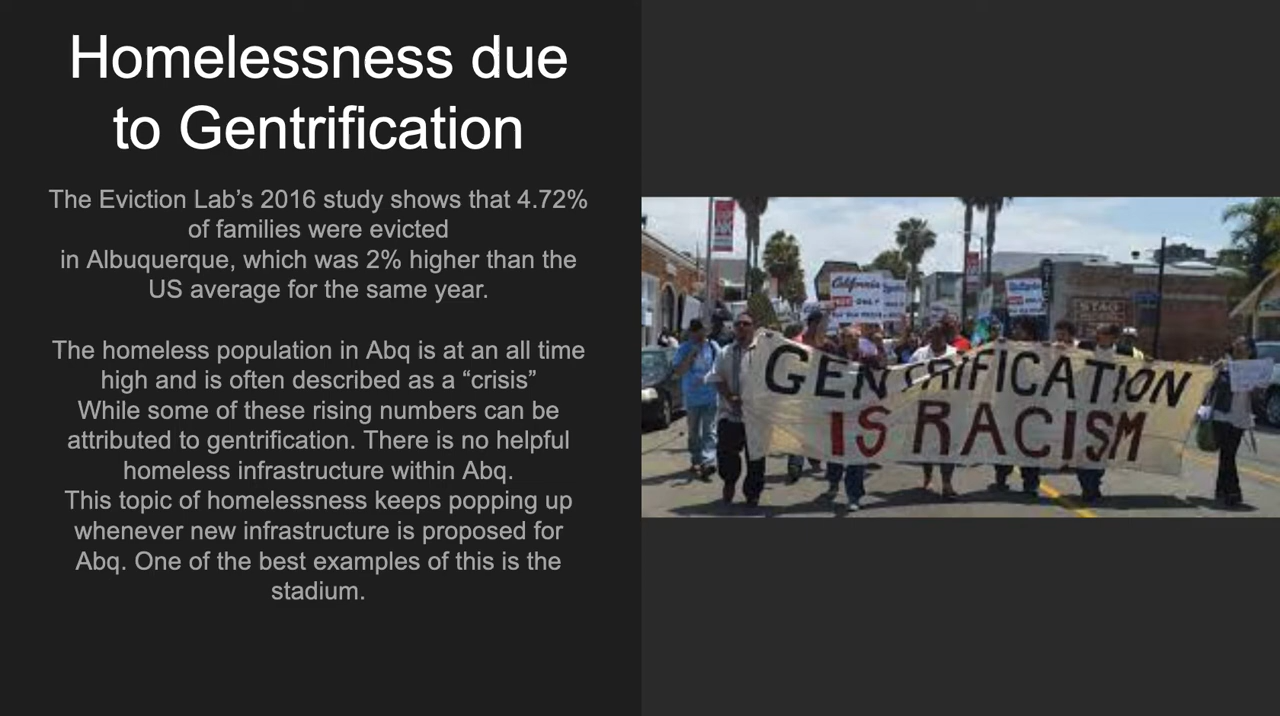 Homelessness due
to Gentrification
The Eviction Lab’s 2016 study shows that 4.72%
of families were evicted
in Albuquerque, which was 2% higher than the
US average for the same year.
The homeless population in Abq is at an all time
high and is often described as a “crisis”
While some of these rising numbers can be
attributed to gentrification. There is no helpful
homeless infrastructure within Abq.
This topic of homelessness keeps popping up
whenever new infrastructure is proposed for
Abq. One of the best examples of this is the
stadium.
California
GENTRIFICATION
IS RACISM